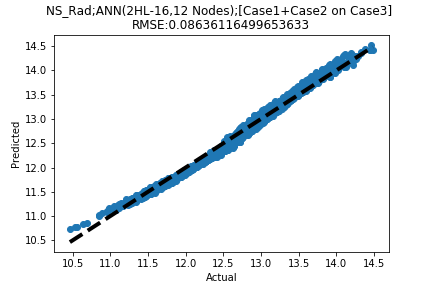 NS_Rad;ANN(2HL-16,12 Nodes);[Case1+Case2 on Case3]
RMSE:0.08636116499653633
14.5
14.0
13.5
13.0
12.5
12.0
11.5
11.0
10.5
Predicted
10.5 11.0 11.5 12.0 12.5 13.0 13.5 14.0 14.5
Actual